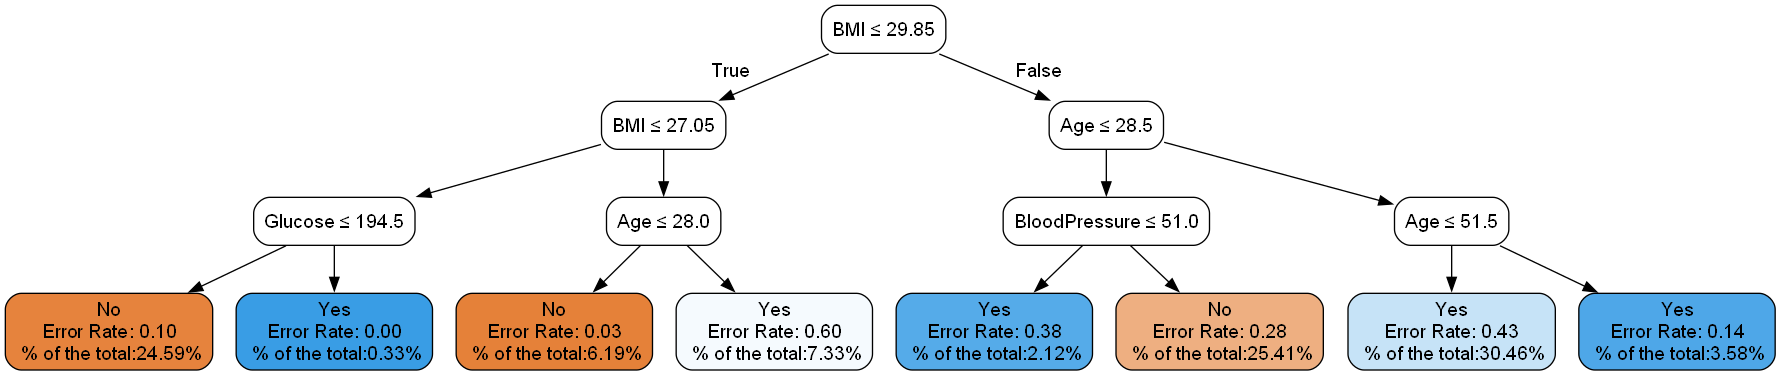 BMI ≤ 29.85
True
False
BMI ≤ 27.05
Age ≤ 28.5
Glucose ≤ 194.5
Age ≤ 28.0
BloodPressure ≤ 51.0
Age ≤ 51.5
No
Error Rate: 0.10
% of the total:24.59%
Yes
Error Rate: 0.00
% of the total:0.33%
No
Error Rate: 0.03
% of the total:6.19%
Yes
Error Rate: 0.60
% of the total:7.33%
Yes
Error Rate: 0.38
% of the total:2.12%
No
Error Rate: 0.28
% of the total:25.41%
Yes
Error Rate: 0.43
% of the total:30.46%
Yes
Error Rate: 0.14
% of the total:3.58%